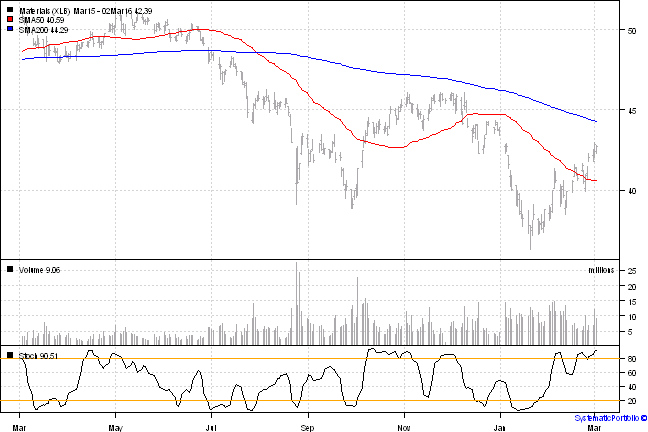 Materials (XLB) Mar15 - 02Mar16 42.39
SMA50 40.59
SMA200 44.29
50
45
40
Volume 9.06
millions
25
20
15
10
5
Stoch 90.51
80
60
40
20
Mar May Jul Sep Nov Jan Mar
SystematicPortfolio ©